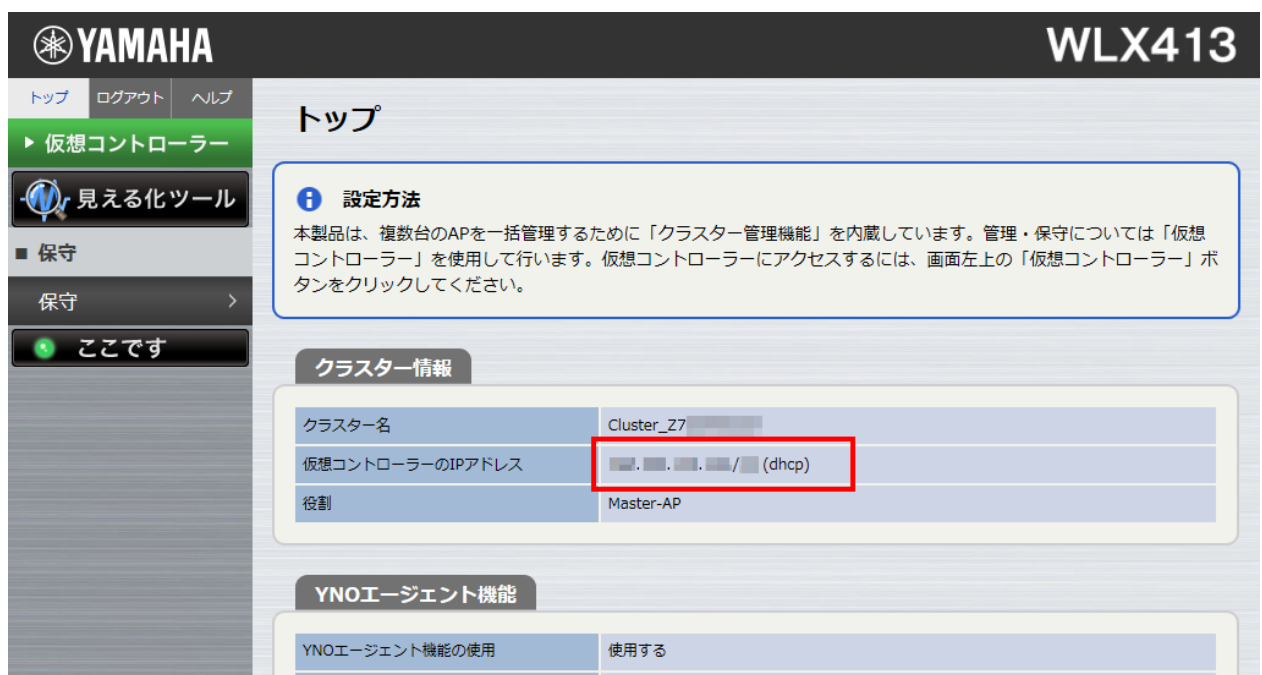 YAMAHA
WLX413
トップ ログアウト ヘルプ
仮想コントローラー
見える化ツール
■ 保守
保守
ここです
トップ
設定方法
本製品は、複数台のAPを一括管理するために「クラスター管理機能」を内蔵しています。管理・保守については「仮想
コントローラー」を使用して行います。仮想コントローラーにアクセスするには、画面左上の「仮想コントローラー」ボ
タンをクリックしてください。
クラスター情報
クラスター名 Cluster_Z7
仮想コントローラーのIPアドレス (dhcp)
役割 Master-AP
YNOエージェント機能
YNOエージェント機能の使用 使用する